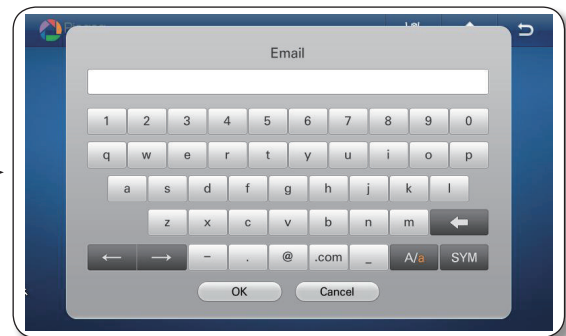 Email
1 2 3 4 5 6 7 8 9 0
q w e r t y u i o p
a s d f g h j k l
z x c v b n m ←
← → - . @ .com _ A/a SYM
OK Cancel